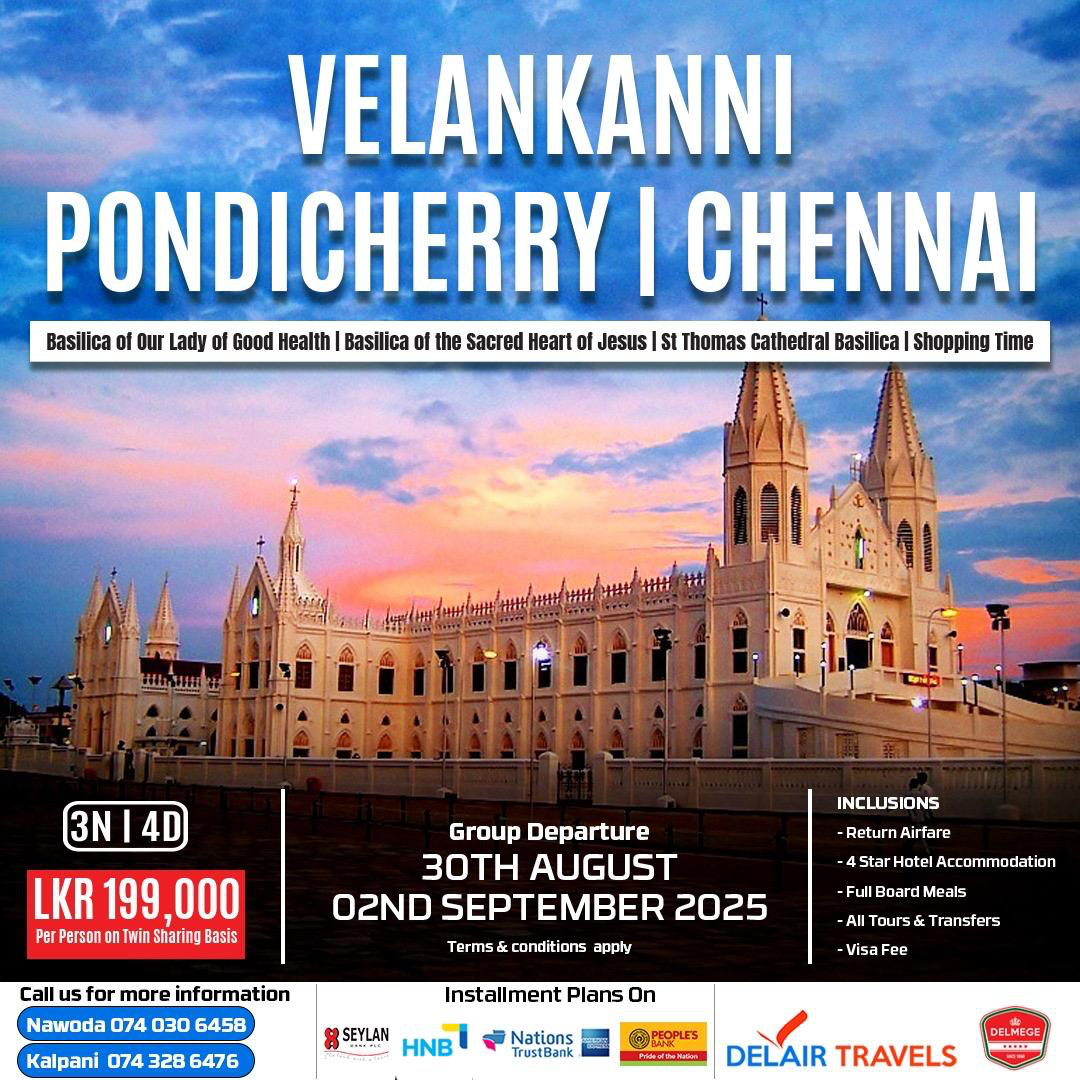 VELANKANNI
PONDICHERRY | CHENNAI
Basilica of Our Lady of Good Health | Basilica of the Sacred Heart of Jesus | St Thomas Cathedral Basilica | Shopping Time
3N | 4D
LKR 199,000
Per Person on Twin Sharing Basis
Group Departure
30TH AUGUST
02ND SEPTEMBER 2025
Terms & conditions apply
INCLUSIONS
- Return Airfare
- 4 Star Hotel Accommodation
- Full Board Meals
- All Tours & Transfers
- Visa Fee
Call us for more information
Nawoda 074 030 6458
Kalpani 074 328 6476
Installment Plans On
SEYLAN
BANK PLC
HNB
Nations
TrustBank
AMERICAN
EXPRESS
PEOPLE'S
BANK
Pride of the Nation
DELAIR TRAVELS
DELMEGE